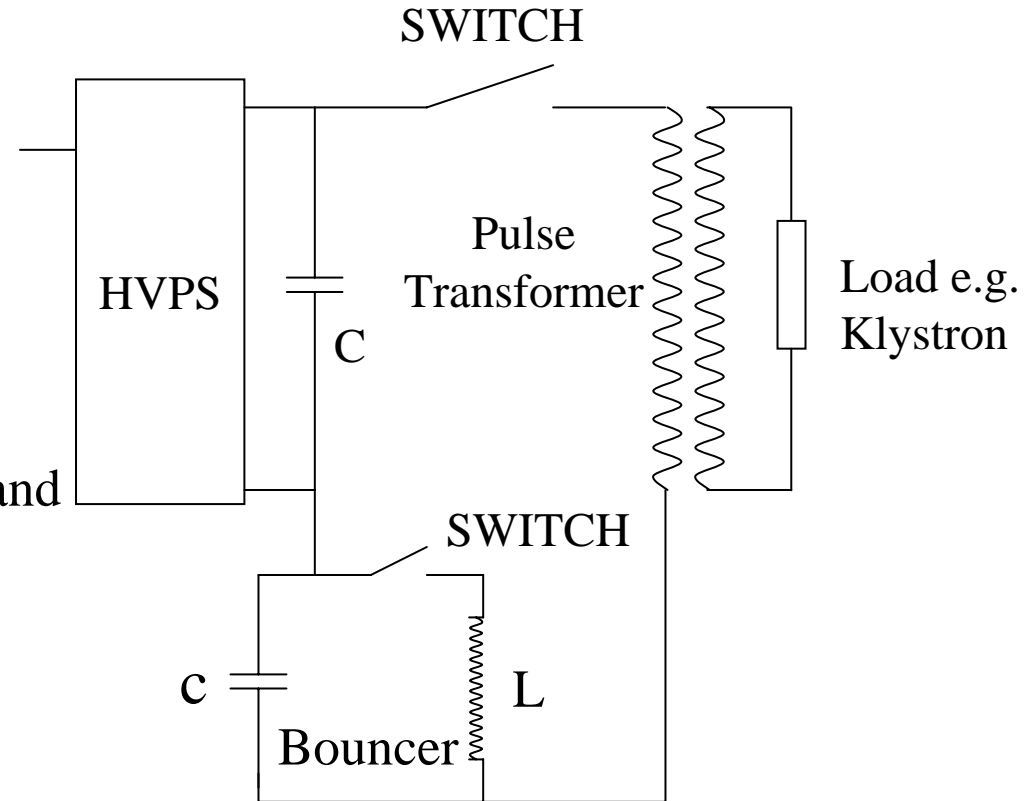 SWITCH
Pulse
Transformer
HVPS
Load e.g.
Klystron
C
and
SWITCH
c
L
Bouncer